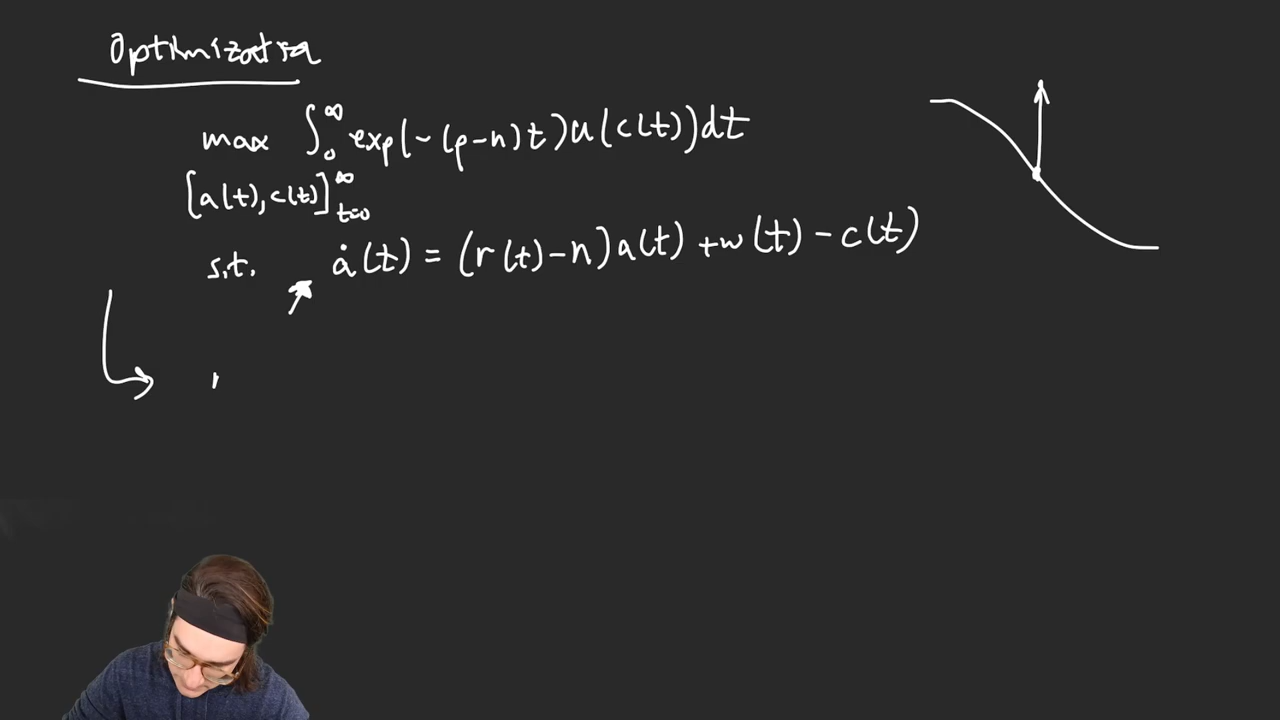 Optimization
max ∫₀^∞ exp(-(ρ-n)t)u(c(t))dt
[a(t), c(t)]_{t=0}^∞
s.t. ȧ(t) = (r(t)-n)a(t) + w(t) - c(t)